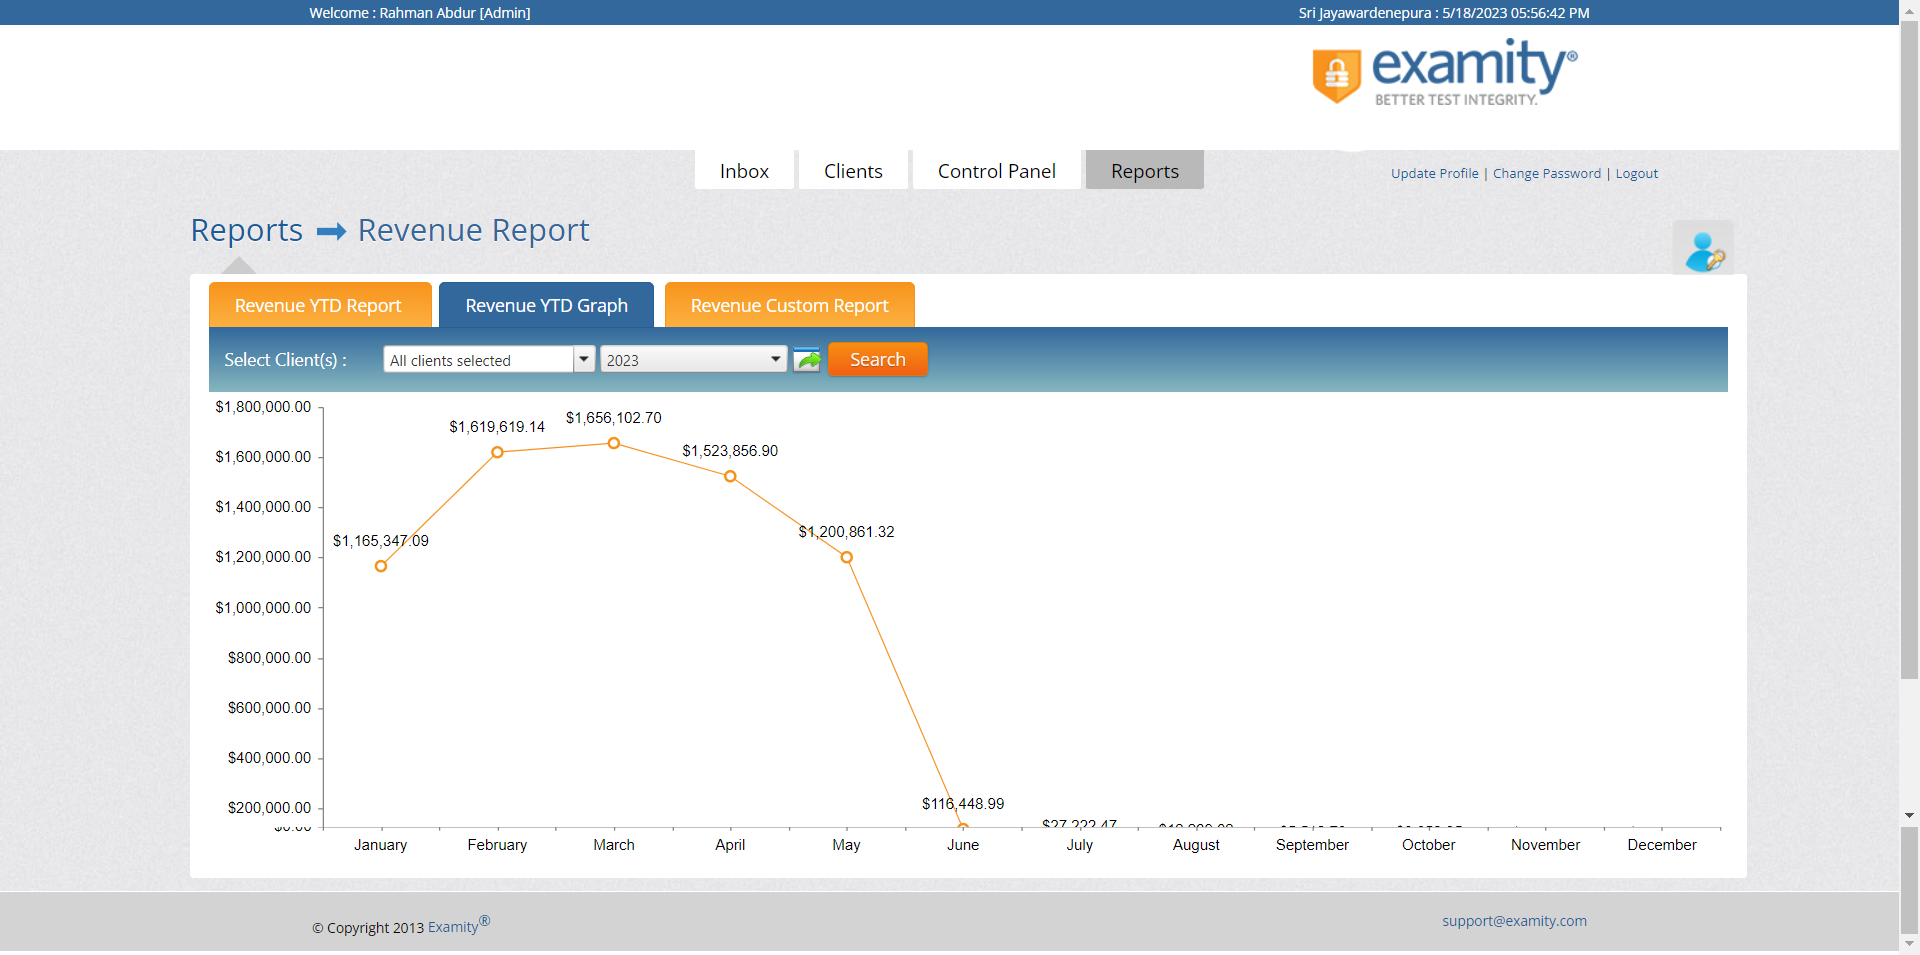 Welcome : Rahman Abdur [Admin]
Sri Jayawardenepura : 5/18/2023 05:56:42 PM
examity®
BETTER TEST INTEGRITY.
Inbox
Clients
Control Panel
Reports
Update Profile | Change Password | Logout
Reports
Revenue Report
Revenue YTD Report
Revenue YTD Graph
Revenue Custom Report
Select Client(s) :
All clients selected
2023
Search
$1,800,000.00
$1,600,000.00
$1,400,000.00
$1,200,000.00
$1,000,000.00
$800,000.00
$600,000.00
$400,000.00
$200,000.00
$0.00
$1,165,347.09
$1,619,619.14
$1,656,102.70
$1,523,856.90
$1,200,861.32
$116,448.99
$27,222.47
January
February
March
April
May
June
July
August
September
October
November
December
© Copyright 2013 Examity®
support@examity.com